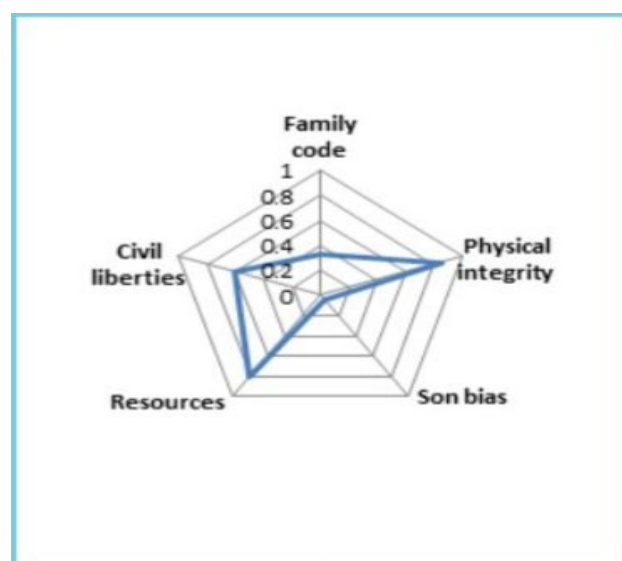 Family
code
1
0.8
0.6
0.4
0.2
0
Civil
liberties
Physical
integrity
Resources
Son bias